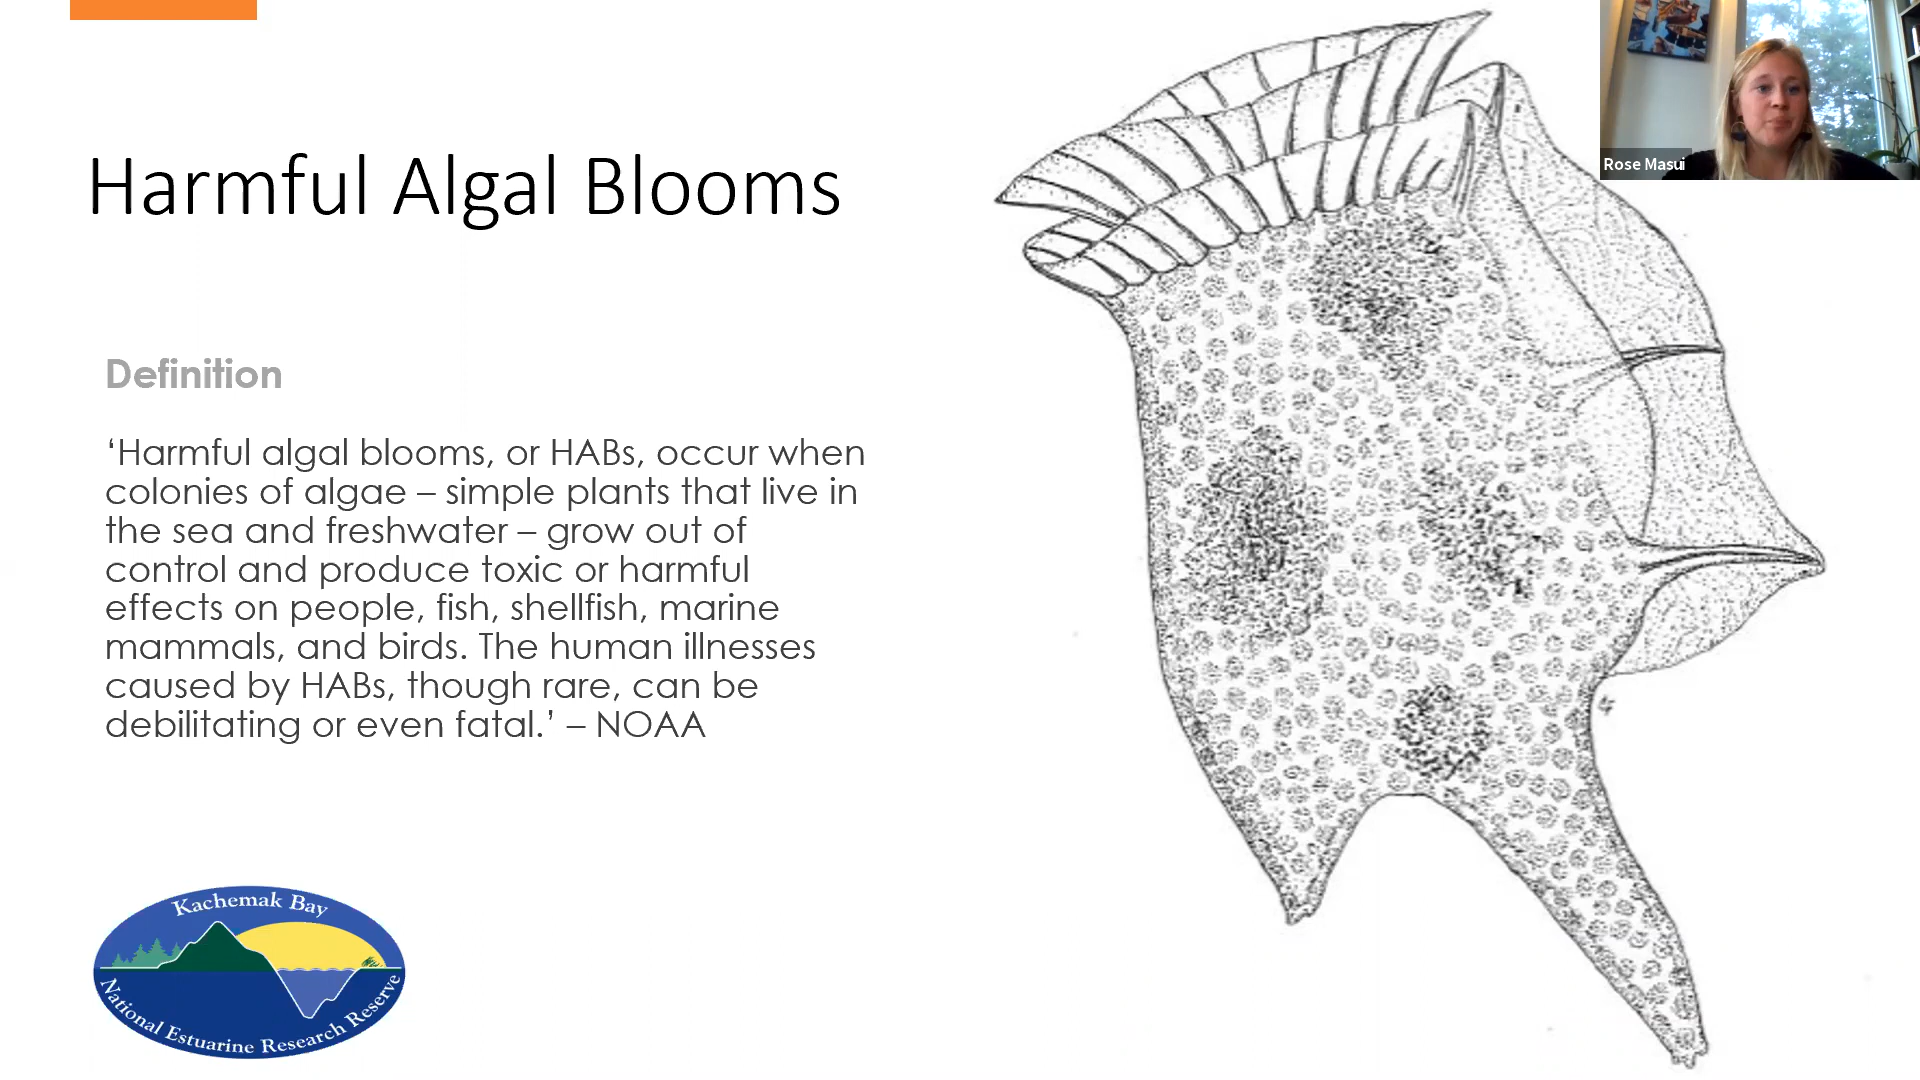 Harmful Algal Blooms
Rose Masui
Definition
‘Harmful algal blooms, or HABs, occur when
colonies of algae – simple plants that live in
the sea and freshwater – grow out of
control and produce toxic or harmful
effects on people, fish, shellfish, marine
mammals, and birds. The human illnesses
caused by HABs, though rare, can be
debilitating or even fatal.’ – NOAA
Kachemak Bay
National Estuarine Research Reserve